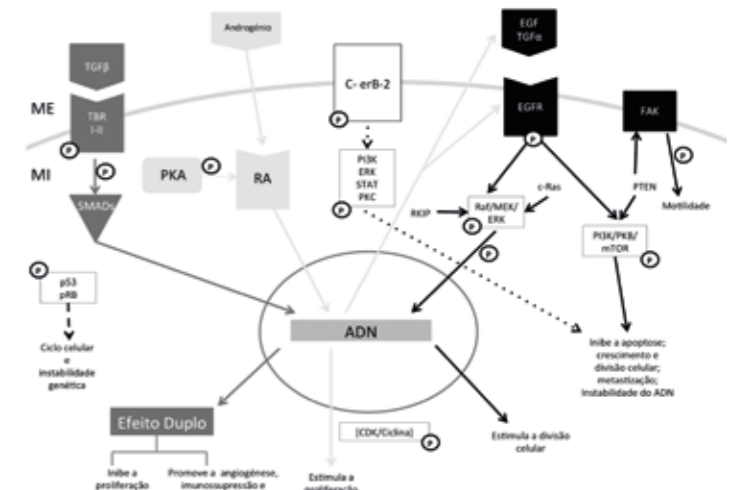 Androgénio
EGF
TGFα
TGFβ
C- erB-2
ME
TBR
I-II
EGFR
FAK
P
P
P
P
P
MI
PKA
P
RA
PI3K
ERK
STAT
PKC
P
c-Ras
PTEN
SMADs
RKIP
Raf/MEK/
ERK
P
Motilidade
PI3K/PKB/
mTOR
P
P
P
p53
pRB
ADN
Ciclo celular
e
instabilidade
genética
Inibe a apoptose;
crescimento e
divisão celular;
metastização;
Instabilidade do ADN
Efeito Duplo
[CDK/Ciclina]
P
Estimula a divisão
celular
Inibe a
proliferação
Promove a angiogénese,
imunossupressão e
Estimula a
proliferação